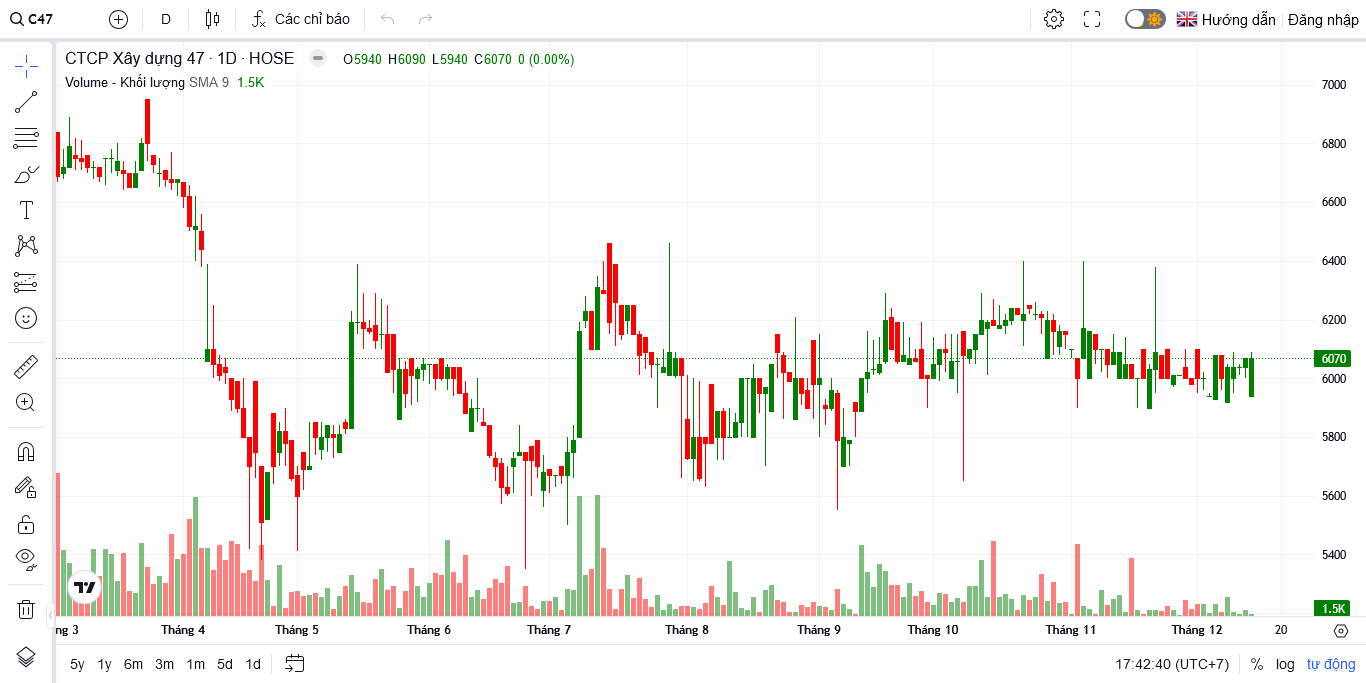 C47 D Các chỉ báo Hướng dẫn Đăng nhập
CTCP Xây dựng 47 · 1D · HOSE O5940 H6090 L5940 C6070 0 (0.00%)
Volume - Khối lượng SMA 9 1.5K
7000
6800
6600
6400
6200
6070
6000
5800
5600
5400
1.5K
ng 3 Tháng 4 Tháng 5 Tháng 6 Tháng 7 Tháng 8 Tháng 9 Tháng 10 Tháng 11 Tháng 12 20
5y 1y 6m 3m 1m 5d 1d 17:42:40 (UTC+7) % log tự động